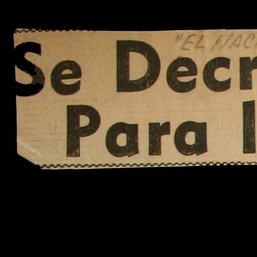 "EL NAC
Se Decr
Para l